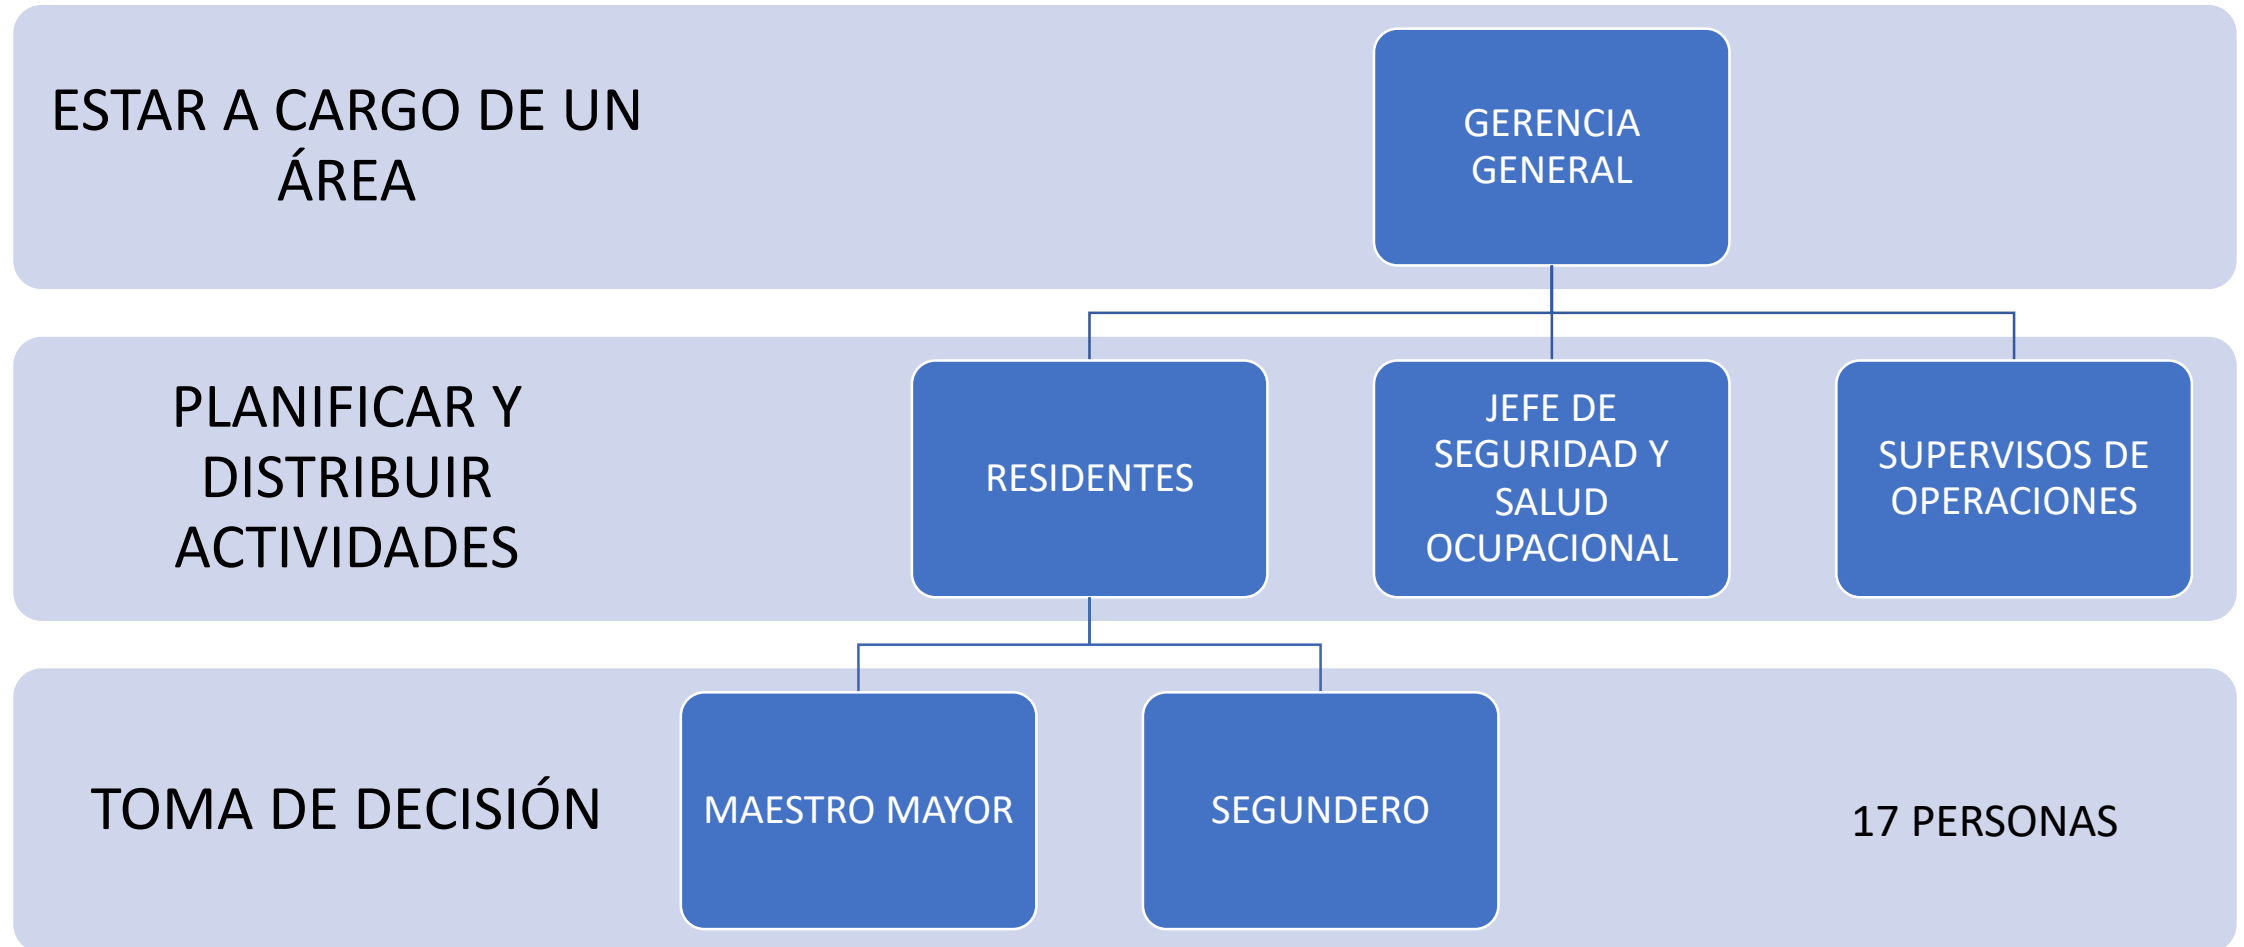 ESTAR A CARGO DE UN
ÁREA
GERENCIA
GENERAL
PLANIFICAR Y
DISTRIBUIR
ACTIVIDADES
RESIDENTES
JEFE DE
SEGURIDAD Y
SALUD
OCUPACIONAL
SUPERVISOS DE
OPERACIONES
TOMA DE DECISIÓN
MAESTRO MAYOR
SEGUNDERO
17 PERSONAS